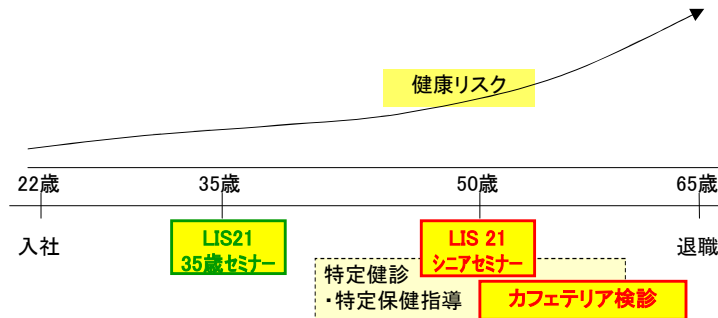 健康リスク
22歳
35歳
50歳
65歳
入社
LIS21
35歳セミナー
LIS 21
シニアセミナー
退職
特定健診
・特定保健指導
カフェテリア検診